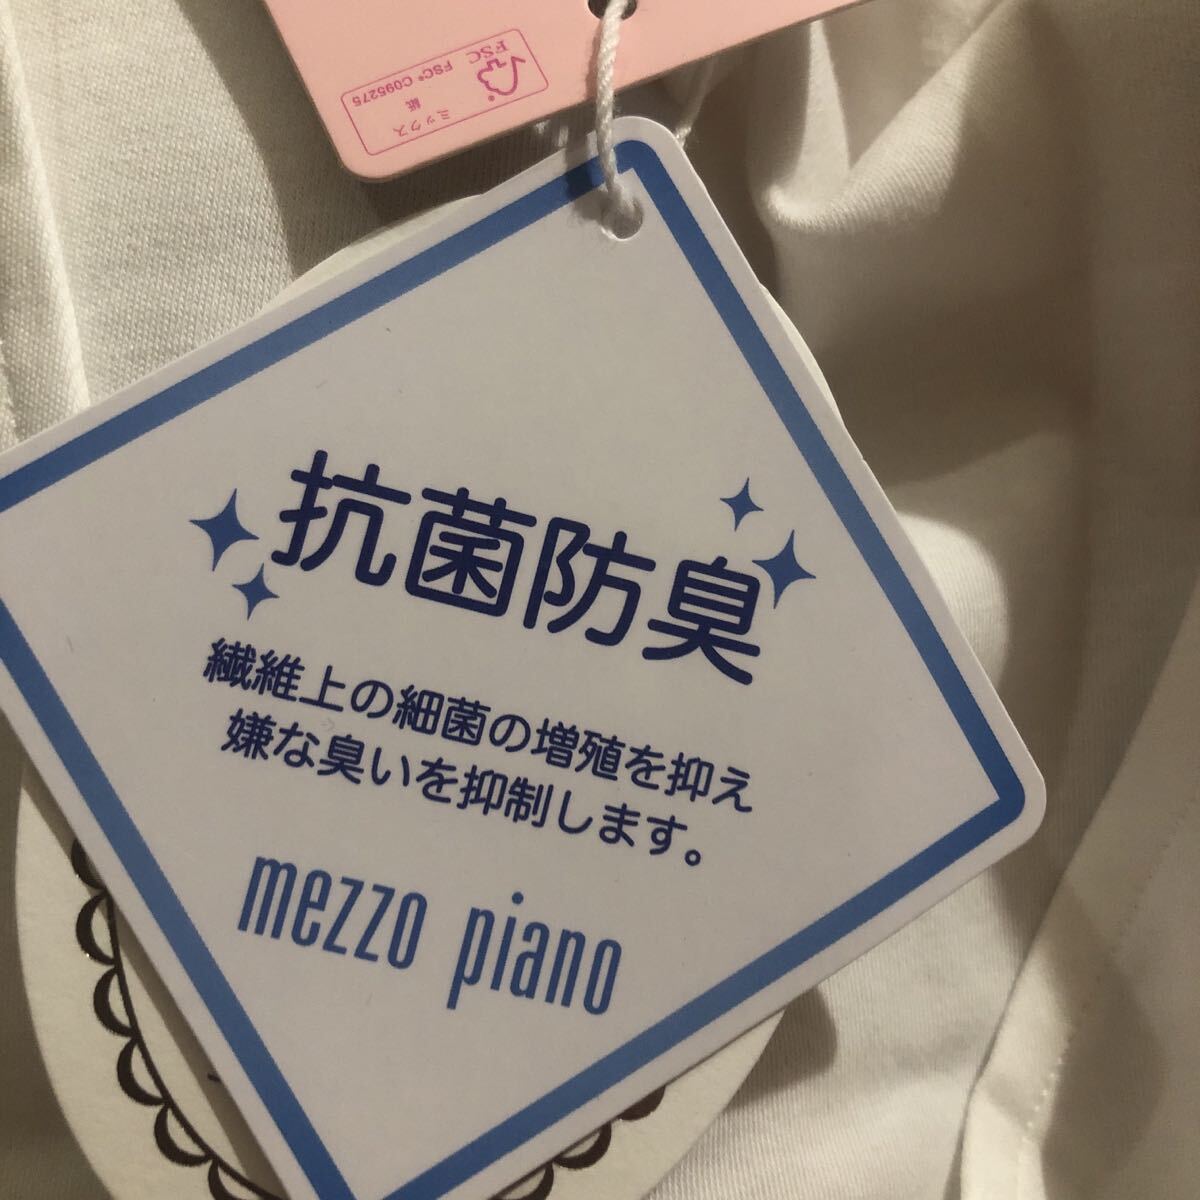 FSC
FSC® C095275
ミックス
紙
抗菌防臭
繊維上の細菌の増殖を抑え
嫌な臭いを抑制します。
mezzo piano